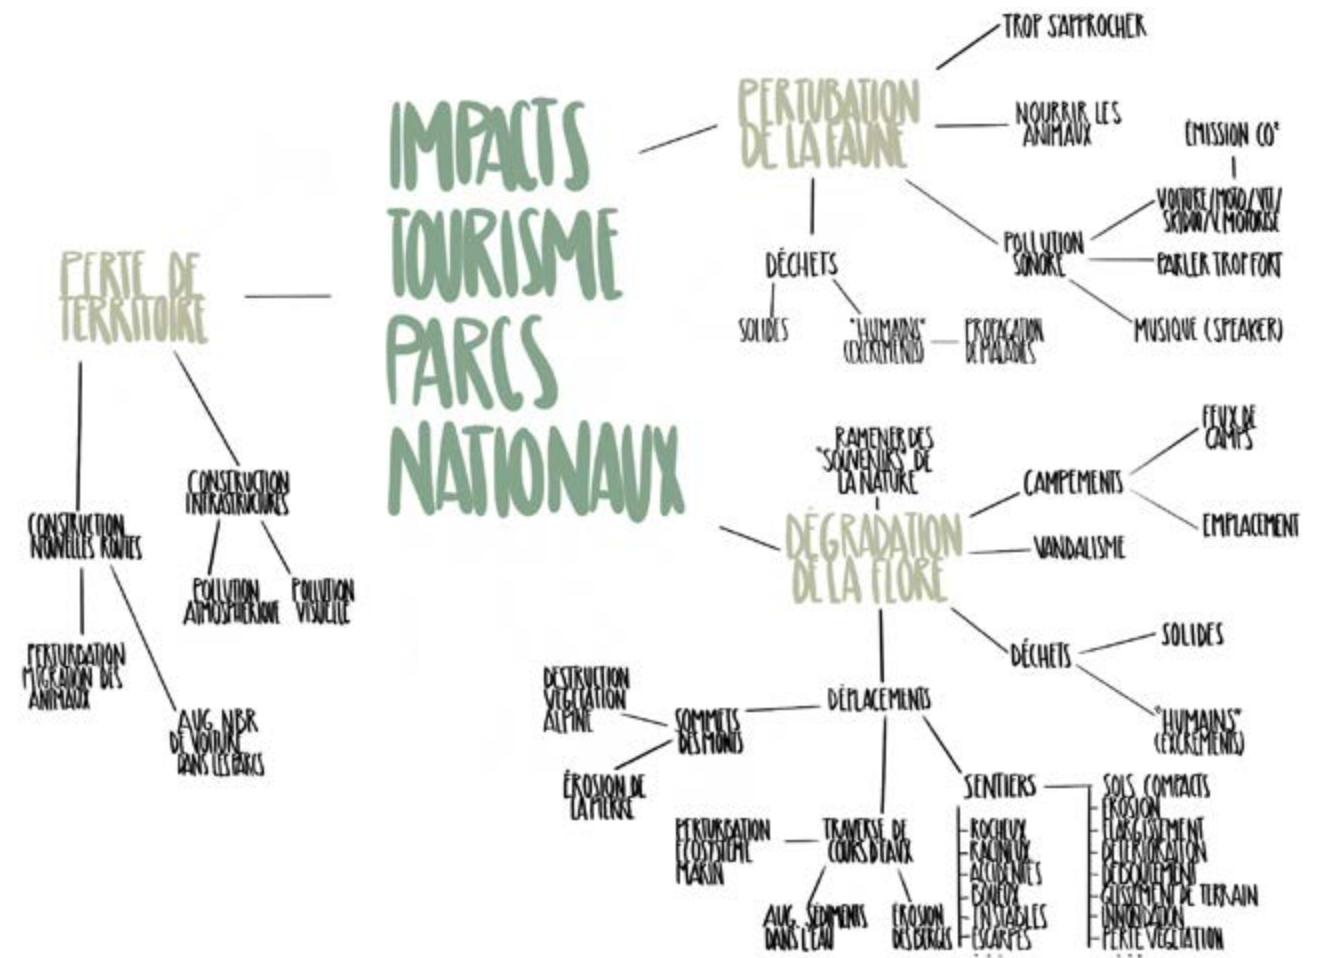 IMPACTS
TOURISME
PARCS
NATIONAUX
PERTE DE
TERRITOIRE
CONSTRUCTION
NOUVELLES ROUTES
PERTURBATION
MIGRATION DES
ANIMAUX
AUG. NBR
DE VOITURE
DANS LES PARCS
CONSTRUCTION
INFRASTRUCTURES
POLLUTION
ATMOSPHÉRIQUE
POLLUTION
VISUELLE
PERTUBATION
DE LA FAUNE
TROP S'APPROCHER
NOURRIR LES
ANIMAUX
POLLUTION
SONORE
ÉMISSION CO²
VOITURE/MOTO/VTT/
SKIDOO/V. MOTORISÉ
PARLER TROP FORT
MUSIQUE (SPEAKER)
DÉCHETS
SOLIDES
"HUMAINS"
(EXCRÉMENTS)
PROPAGATION
DE MALADIES
DÉGRADATION
DE LA FLORE
RAMENER DES
"SOUVENIRS" DE
LA NATURE
CAMPEMENTS
FEUX DE
CAMPS
EMPLACEMENT
VANDALISME
DÉCHETS
SOLIDES
"HUMAINS"
(EXCRÉMENTS)
DÉPLACEMENTS
SOMMETS
DES MONTS
DESTRUCTION
VÉGÉTATION
ALPINE
ÉROSION DE
LA PIERRE
TRAVERSE DE
COURS D'EAUX
PERTURBATION
ÉCOSYSTÈME
MARIN
AUG. SÉDIMENTS
DANS L'EAU
ÉROSION
DES BERGES
SENTIERS
ROCHEUX
RACINEUX
ACCIDENTÉS
BOUEUX
INSTABLES
ESCARPÉS
...
SOLS COMPACTS
ÉROSION
ÉLARGISSEMENT
DÉTÉRIORATION
DÉBOULEMENT
GLISSEMENT DE TERRAIN
INNONDATION
PERTE VÉGÉTATION
...